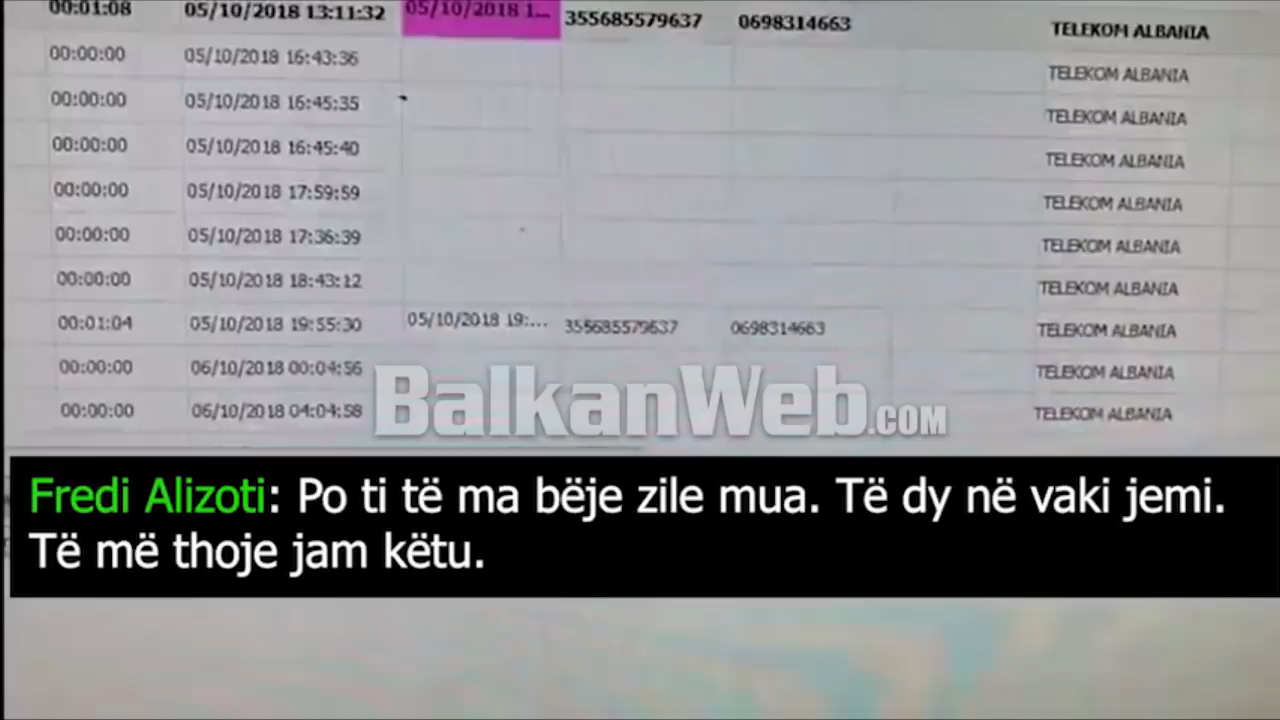 00:01:08 05/10/2018 13:11:32 05/10/2018 1... 355685579637 0698314663 TELEKOM ALBANIA
00:00:00 05/10/2018 16:43:36 TELEKOM ALBANIA
00:00:00 05/10/2018 16:45:35 TELEKOM ALBANIA
00:00:00 05/10/2018 16:45:40 TELEKOM ALBANIA
00:00:00 05/10/2018 17:59:59 TELEKOM ALBANIA
00:00:00 05/10/2018 17:36:39 TELEKOM ALBANIA
00:00:00 05/10/2018 18:43:12 TELEKOM ALBANIA
00:01:04 05/10/2018 19:55:30 05/10/2018 19:... 355685579637 0698314663 TELEKOM ALBANIA
00:00:00 06/10/2018 00:04:56 TELEKOM ALBANIA
00:00:00 06/10/2018 04:04:58 TELEKOM ALBANIA
BalkanWeb.COM
Fredi Alizoti: Po ti të ma bëje zile mua. Të dy në vaki jemi.
Të më thoje jam këtu.